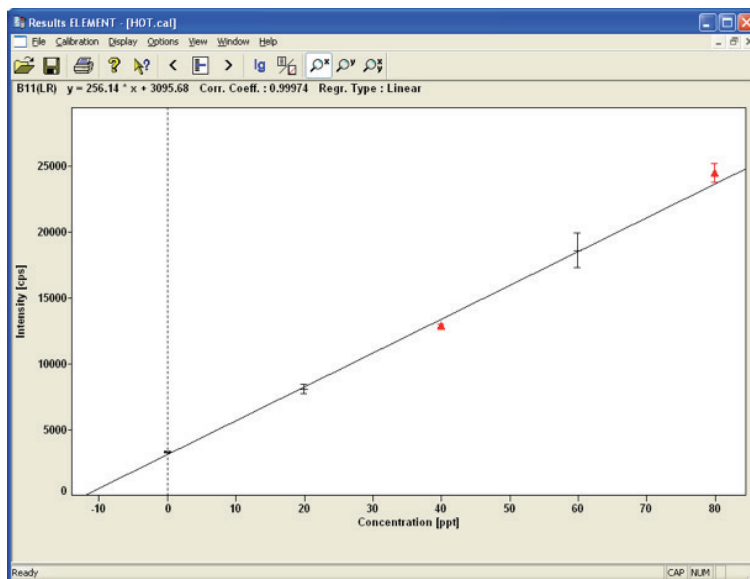 Results ELEMENT - [HOT.cal]
File Calibration Display Options View Window Help
lg
B11(LR) y = 256.14 * x + 3095.68 Corr. Coeff. : 0.99974 Regr. Type : Linear
25000
20000
15000
10000
5000
0
Intensity [cps]
-10 0 10 20 30 40 50 60 70 80
Concentration [ppt]
Ready CAP NUM